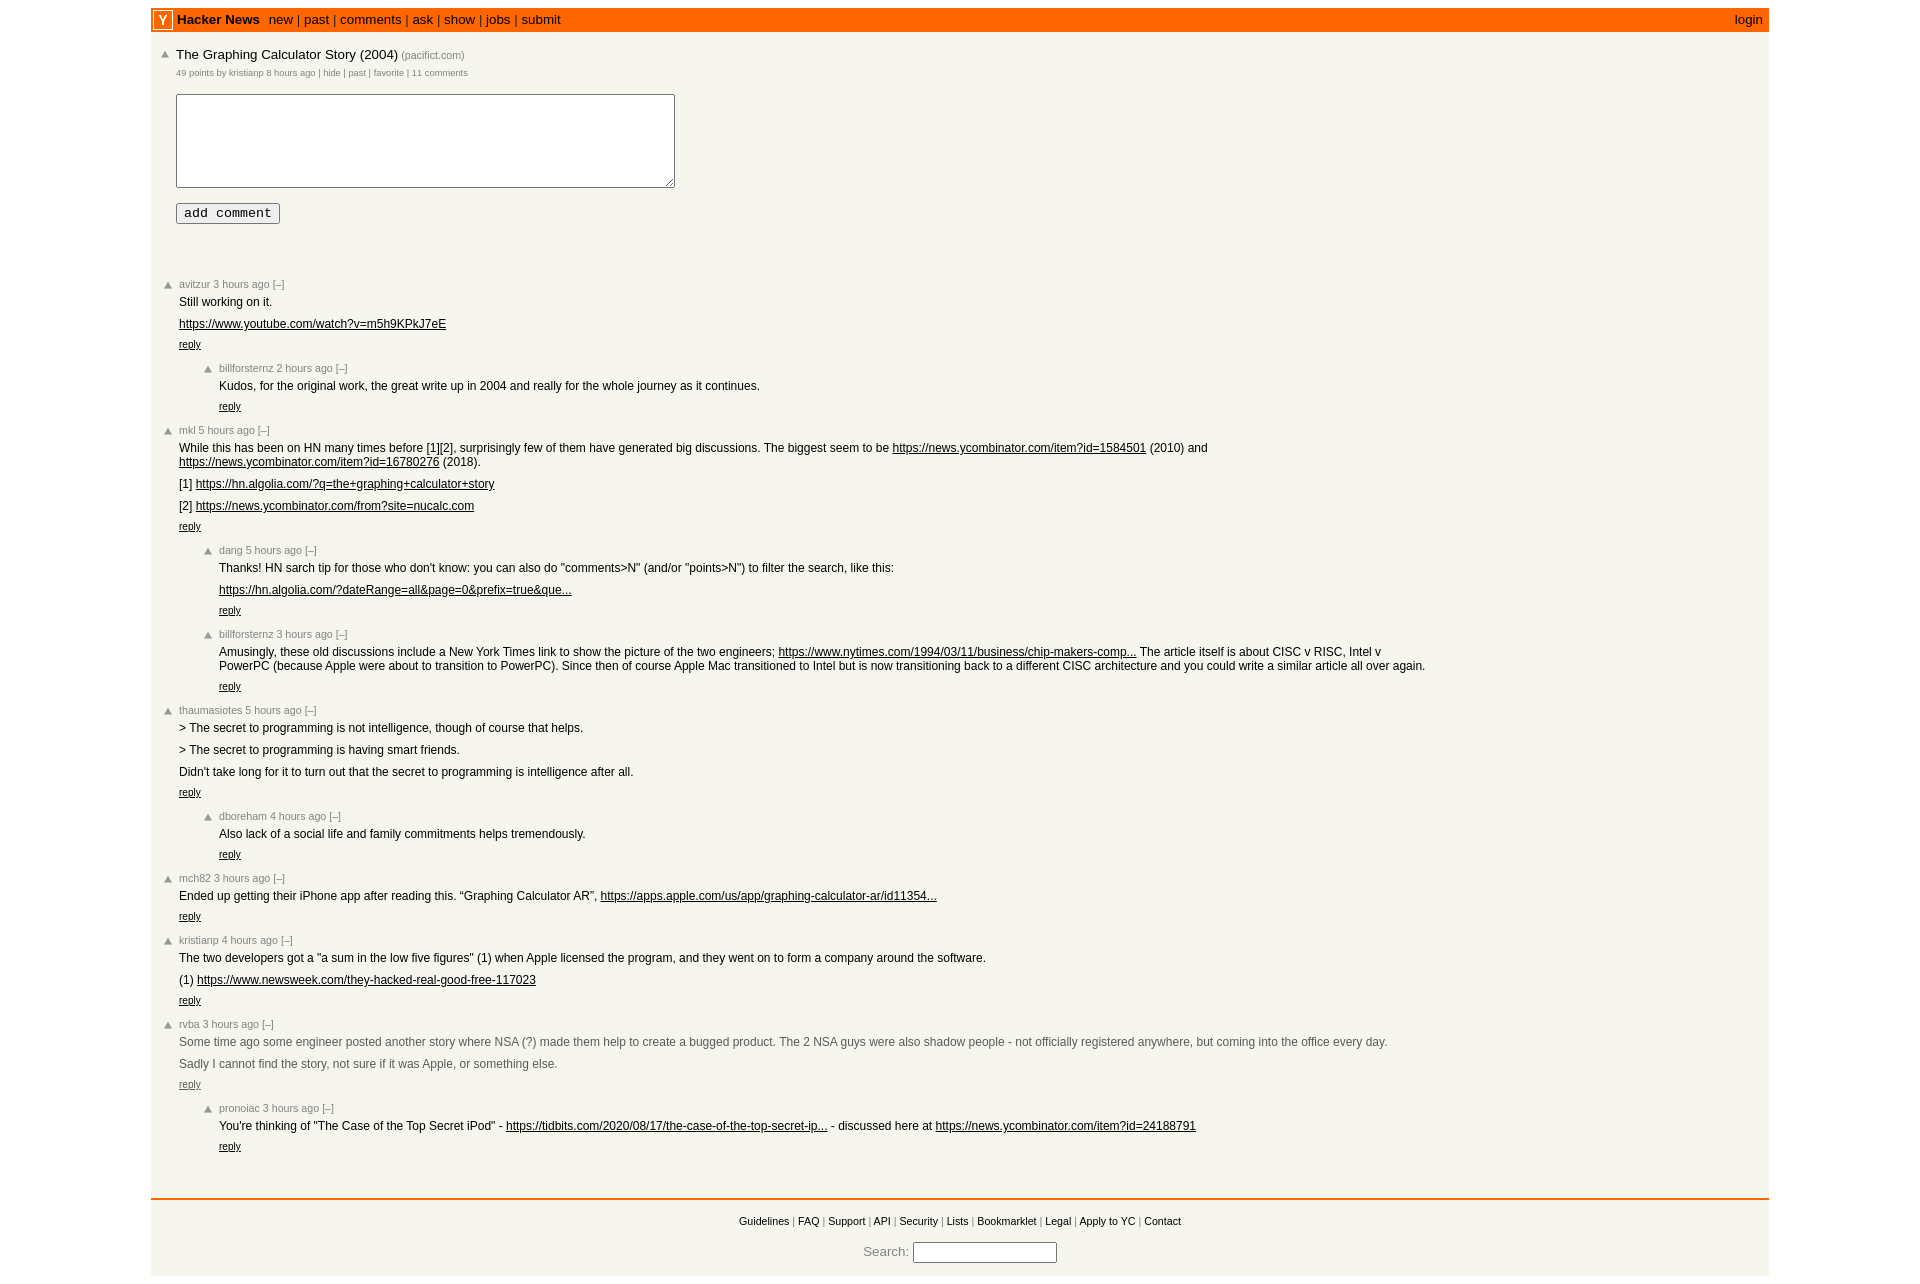 Y Hacker News new | past | comments | ask | show | jobs | submit login
The Graphing Calculator Story (2004) (pacifict.com)
49 points by kristianp 8 hours ago | hide | past | favorite | 11 comments
add comment
avitzur 3 hours ago [–]
Still working on it.
https://www.youtube.com/watch?v=m5h9KPkJ7eE
reply
billforsternz 2 hours ago [–]
Kudos, for the original work, the great write up in 2004 and really for the whole journey as it continues.
reply
mkl 5 hours ago [–]
While this has been on HN many times before [1][2], surprisingly few of them have generated big discussions. The biggest seem to be https://news.ycombinator.com/item?id=1584501 (2010) and
https://news.ycombinator.com/item?id=16780276 (2018).
[1] https://hn.algolia.com/?q=the+graphing+calculator+story
[2] https://news.ycombinator.com/from?site=nucalc.com
reply
dang 5 hours ago [–]
Thanks! HN sarch tip for those who don't know: you can also do "comments>N" (and/or "points>N") to filter the search, like this:
https://hn.algolia.com/?dateRange=all&page=0&prefix=true&que...
reply
billforsternz 3 hours ago [–]
Amusingly, these old discussions include a New York Times link to show the picture of the two engineers; https://www.nytimes.com/1994/03/11/business/chip-makers-comp... The article itself is about CISC v RISC, Intel v
PowerPC (because Apple were about to transition to PowerPC). Since then of course Apple Mac transitioned to Intel but is now transitioning back to a different CISC architecture and you could write a similar article all over again.
reply
thaumasiotes 5 hours ago [–]
> The secret to programming is not intelligence, though of course that helps.
> The secret to programming is having smart friends.
Didn't take long for it to turn out that the secret to programming is intelligence after all.
reply
dboreham 4 hours ago [–]
Also lack of a social life and family commitments helps tremendously.
reply
mch82 3 hours ago [–]
Ended up getting their iPhone app after reading this. “Graphing Calculator AR”, https://apps.apple.com/us/app/graphing-calculator-ar/id11354...
reply
kristianp 4 hours ago [–]
The two developers got a "a sum in the low five figures" (1) when Apple licensed the program, and they went on to form a company around the software.
(1) https://www.newsweek.com/they-hacked-real-good-free-117023
reply
rvba 3 hours ago [–]
Some time ago some engineer posted another story where NSA (?) made them help to create a bugged product. The 2 NSA guys were also shadow people - not officially registered anywhere, but coming into the office every day.
Sadly I cannot find the story, not sure if it was Apple, or something else.
reply
pronoiac 3 hours ago [–]
You're thinking of "The Case of the Top Secret iPod" - https://tidbits.com/2020/08/17/the-case-of-the-top-secret-ip... - discussed here at https://news.ycombinator.com/item?id=24188791
reply
Guidelines | FAQ | Support | API | Security | Lists | Bookmarklet | Legal | Apply to YC | Contact
Search: